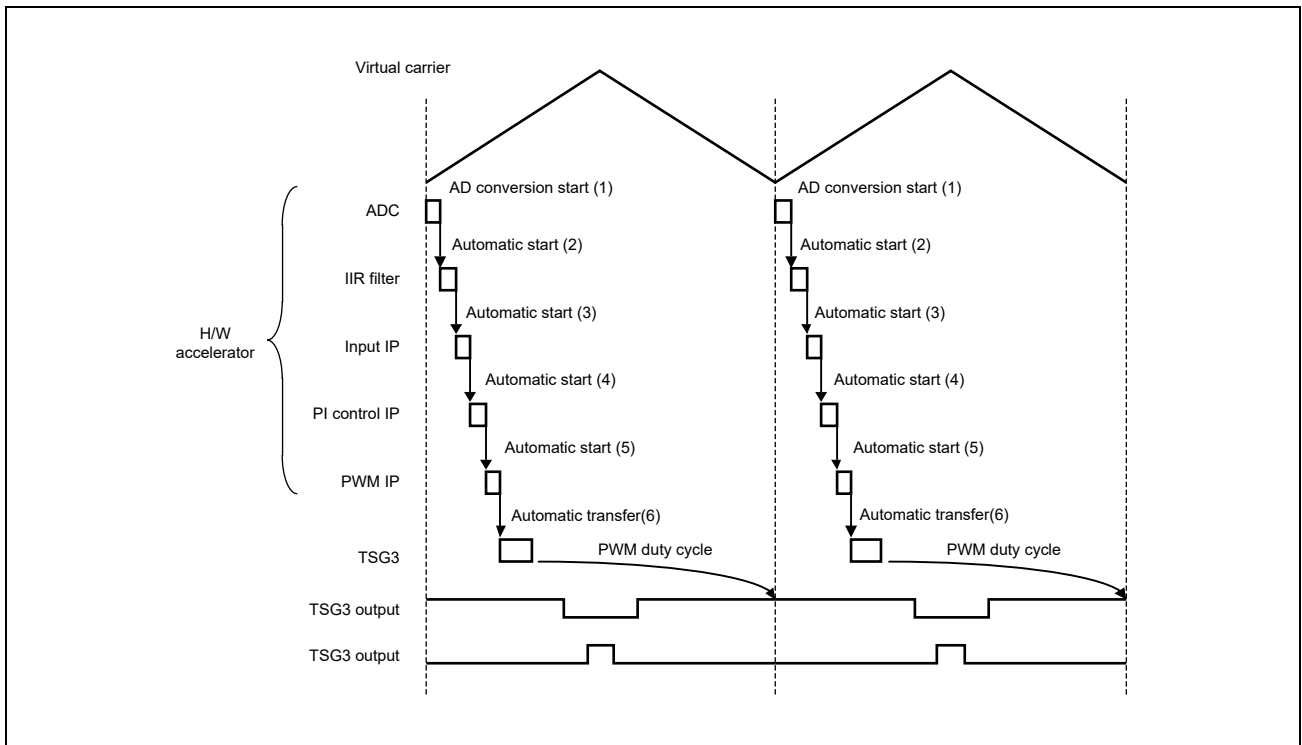 Virtual carrier
AD conversion start (1)
AD conversion start (1)
ADC
Automatic start (2)
Automatic start (2)
IIR filter
Automatic start (3)
Automatic start (3)
H/W
accelerator
Input IP
Automatic start (4)
Automatic start (4)
PI control IP
Automatic start (5)
Automatic start (5)
PWM IP
Automatic transfer(6)
Automatic transfer(6)
TSG3
PWM duty cycle
PWM duty cycle
TSG3 output
TSG3 output